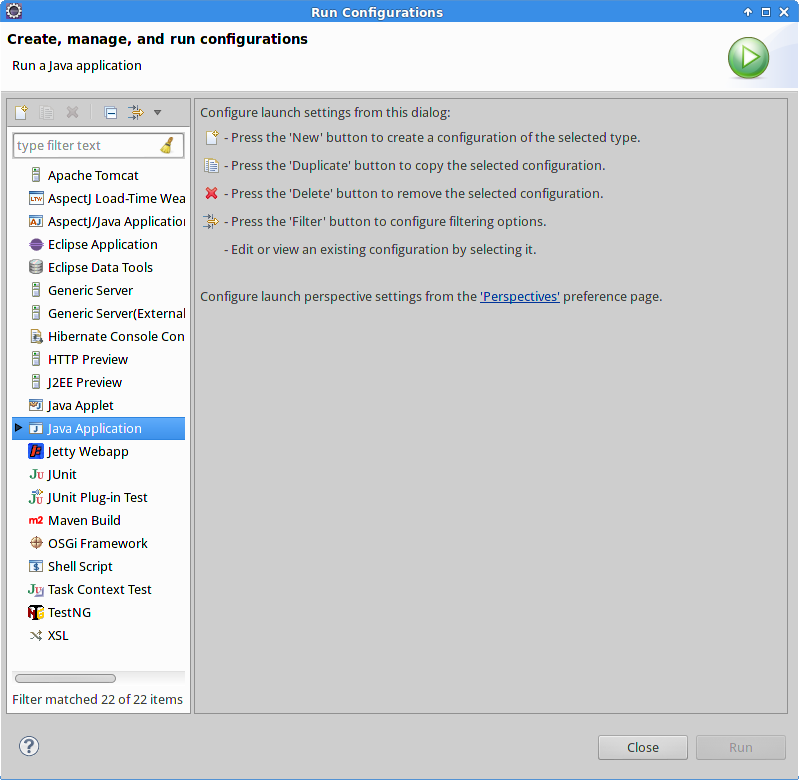 Run Configurations
Create, manage, and run configurations
Run a Java application
type filter text
Apache Tomcat
AspectJ Load-Time Wea
AspectJ/Java Application
Eclipse Application
Eclipse Data Tools
Generic Server
Generic Server(External
Hibernate Console Con
HTTP Preview
J2EE Preview
Java Applet
Java Application
Jetty Webapp
JUnit
JUnit Plug-in Test
Maven Build
OSGi Framework
Shell Script
Task Context Test
TestNG
XSL
Filter matched 22 of 22 items
Configure launch settings from this dialog:
- Press the 'New' button to create a configuration of the selected type.
- Press the 'Duplicate' button to copy the selected configuration.
- Press the 'Delete' button to remove the selected configuration.
- Press the 'Filter' button to configure filtering options.
- Edit or view an existing configuration by selecting it.
Configure launch perspective settings from the 'Perspectives' preference page.
Close
Run